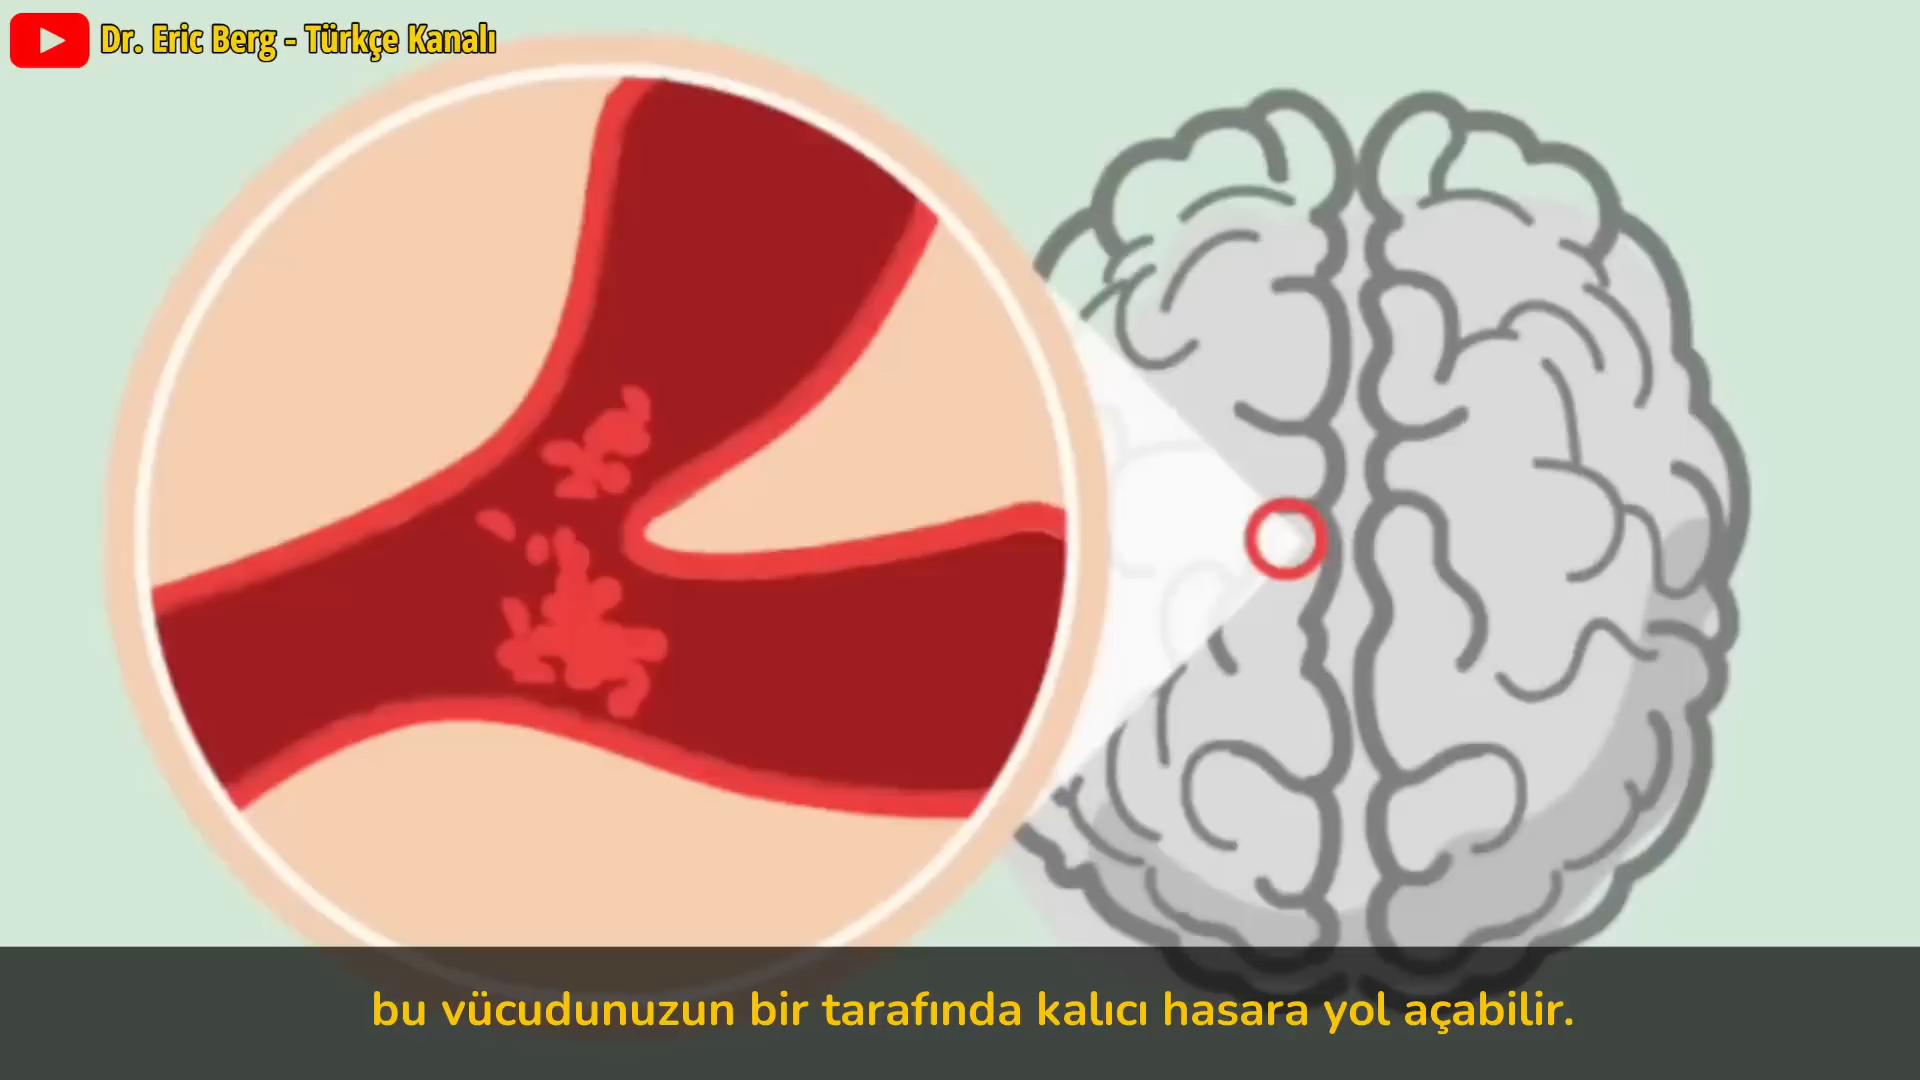 Dr. Eric Berg - Türkçe Kanalı
bu vücudunuzun bir tarafında kalıcı hasara yol açabilir.